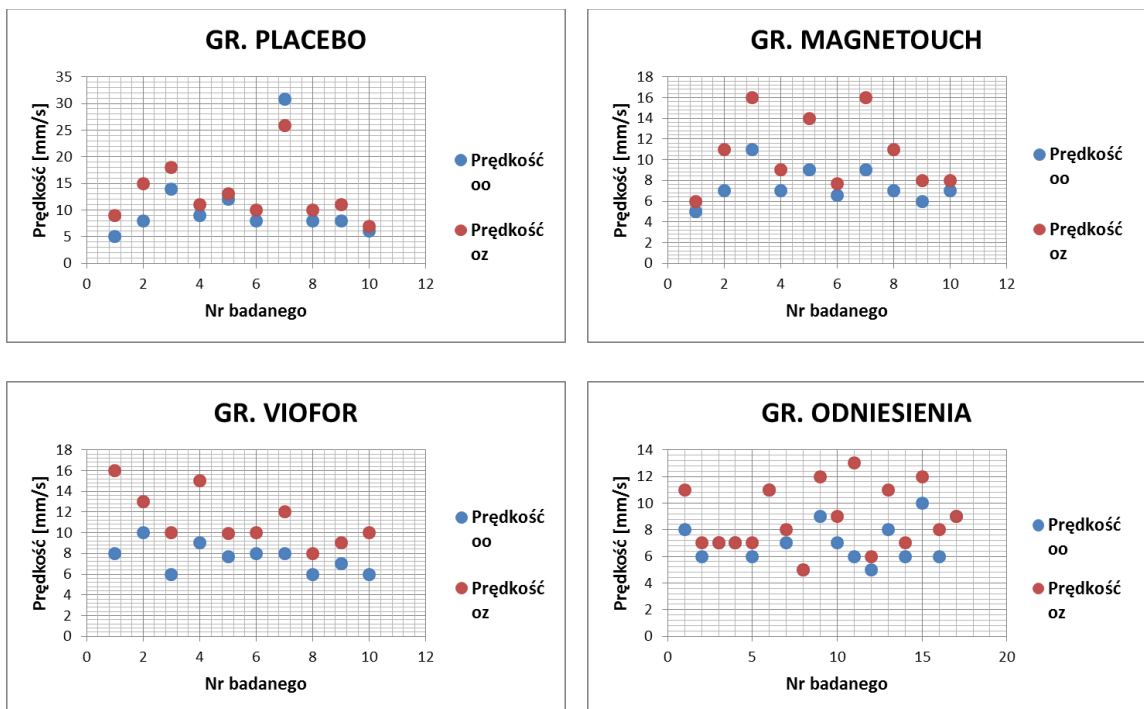 GR. PLACEBO
Prędkość [mm/s]
35
30
25
20
15
10
5
0
0 2 4 6 8 10 12
Nr badanego
Prędkość
oo
Prędkość
oz
GR. MAGNETOUCH
Prędkość [mm/s]
18
16
14
12
10
8
6
4
2
0
0 2 4 6 8 10 12
Nr badanego
Prędkość
oo
Prędkość
oz
GR. VIOFOR
Prędkość [mm/s]
18
16
14
12
10
8
6
4
2
0
0 2 4 6 8 10 12
Nr badanego
Prędkość
oo
Prędkość
oz
GR. ODNIESIENIA
Prędkość [mm/s]
14
12
10
8
6
4
2
0
0 5 10 15 20
Nr badanego
Prędkość
oo
Prędkość
oz